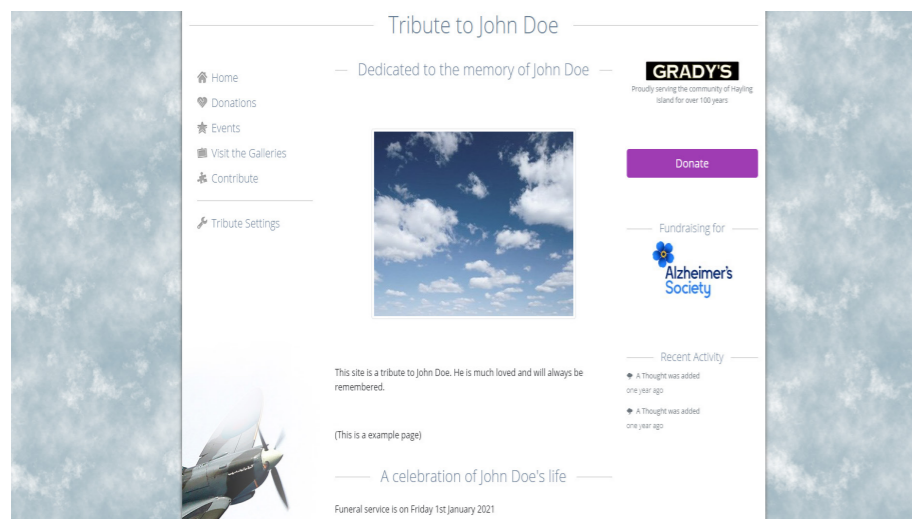 Tribute to John Doe
Home
Donations
Events
Visit the Galleries
Contribute
Tribute Settings
Dedicated to the memory of John Doe
This site is a tribute to John Doe. He is much loved and will always be
remembered.
(This is a example page)
A celebration of John Doe's life
Funeral service is on Friday 1st January 2021
GRADY'S
Proudly serving the community of Hayling
Island for over 100 years
Donate
Fundraising for
Alzheimer's
Society
Recent Activity
A Thought was added
one year ago
A Thought was added
one year ago